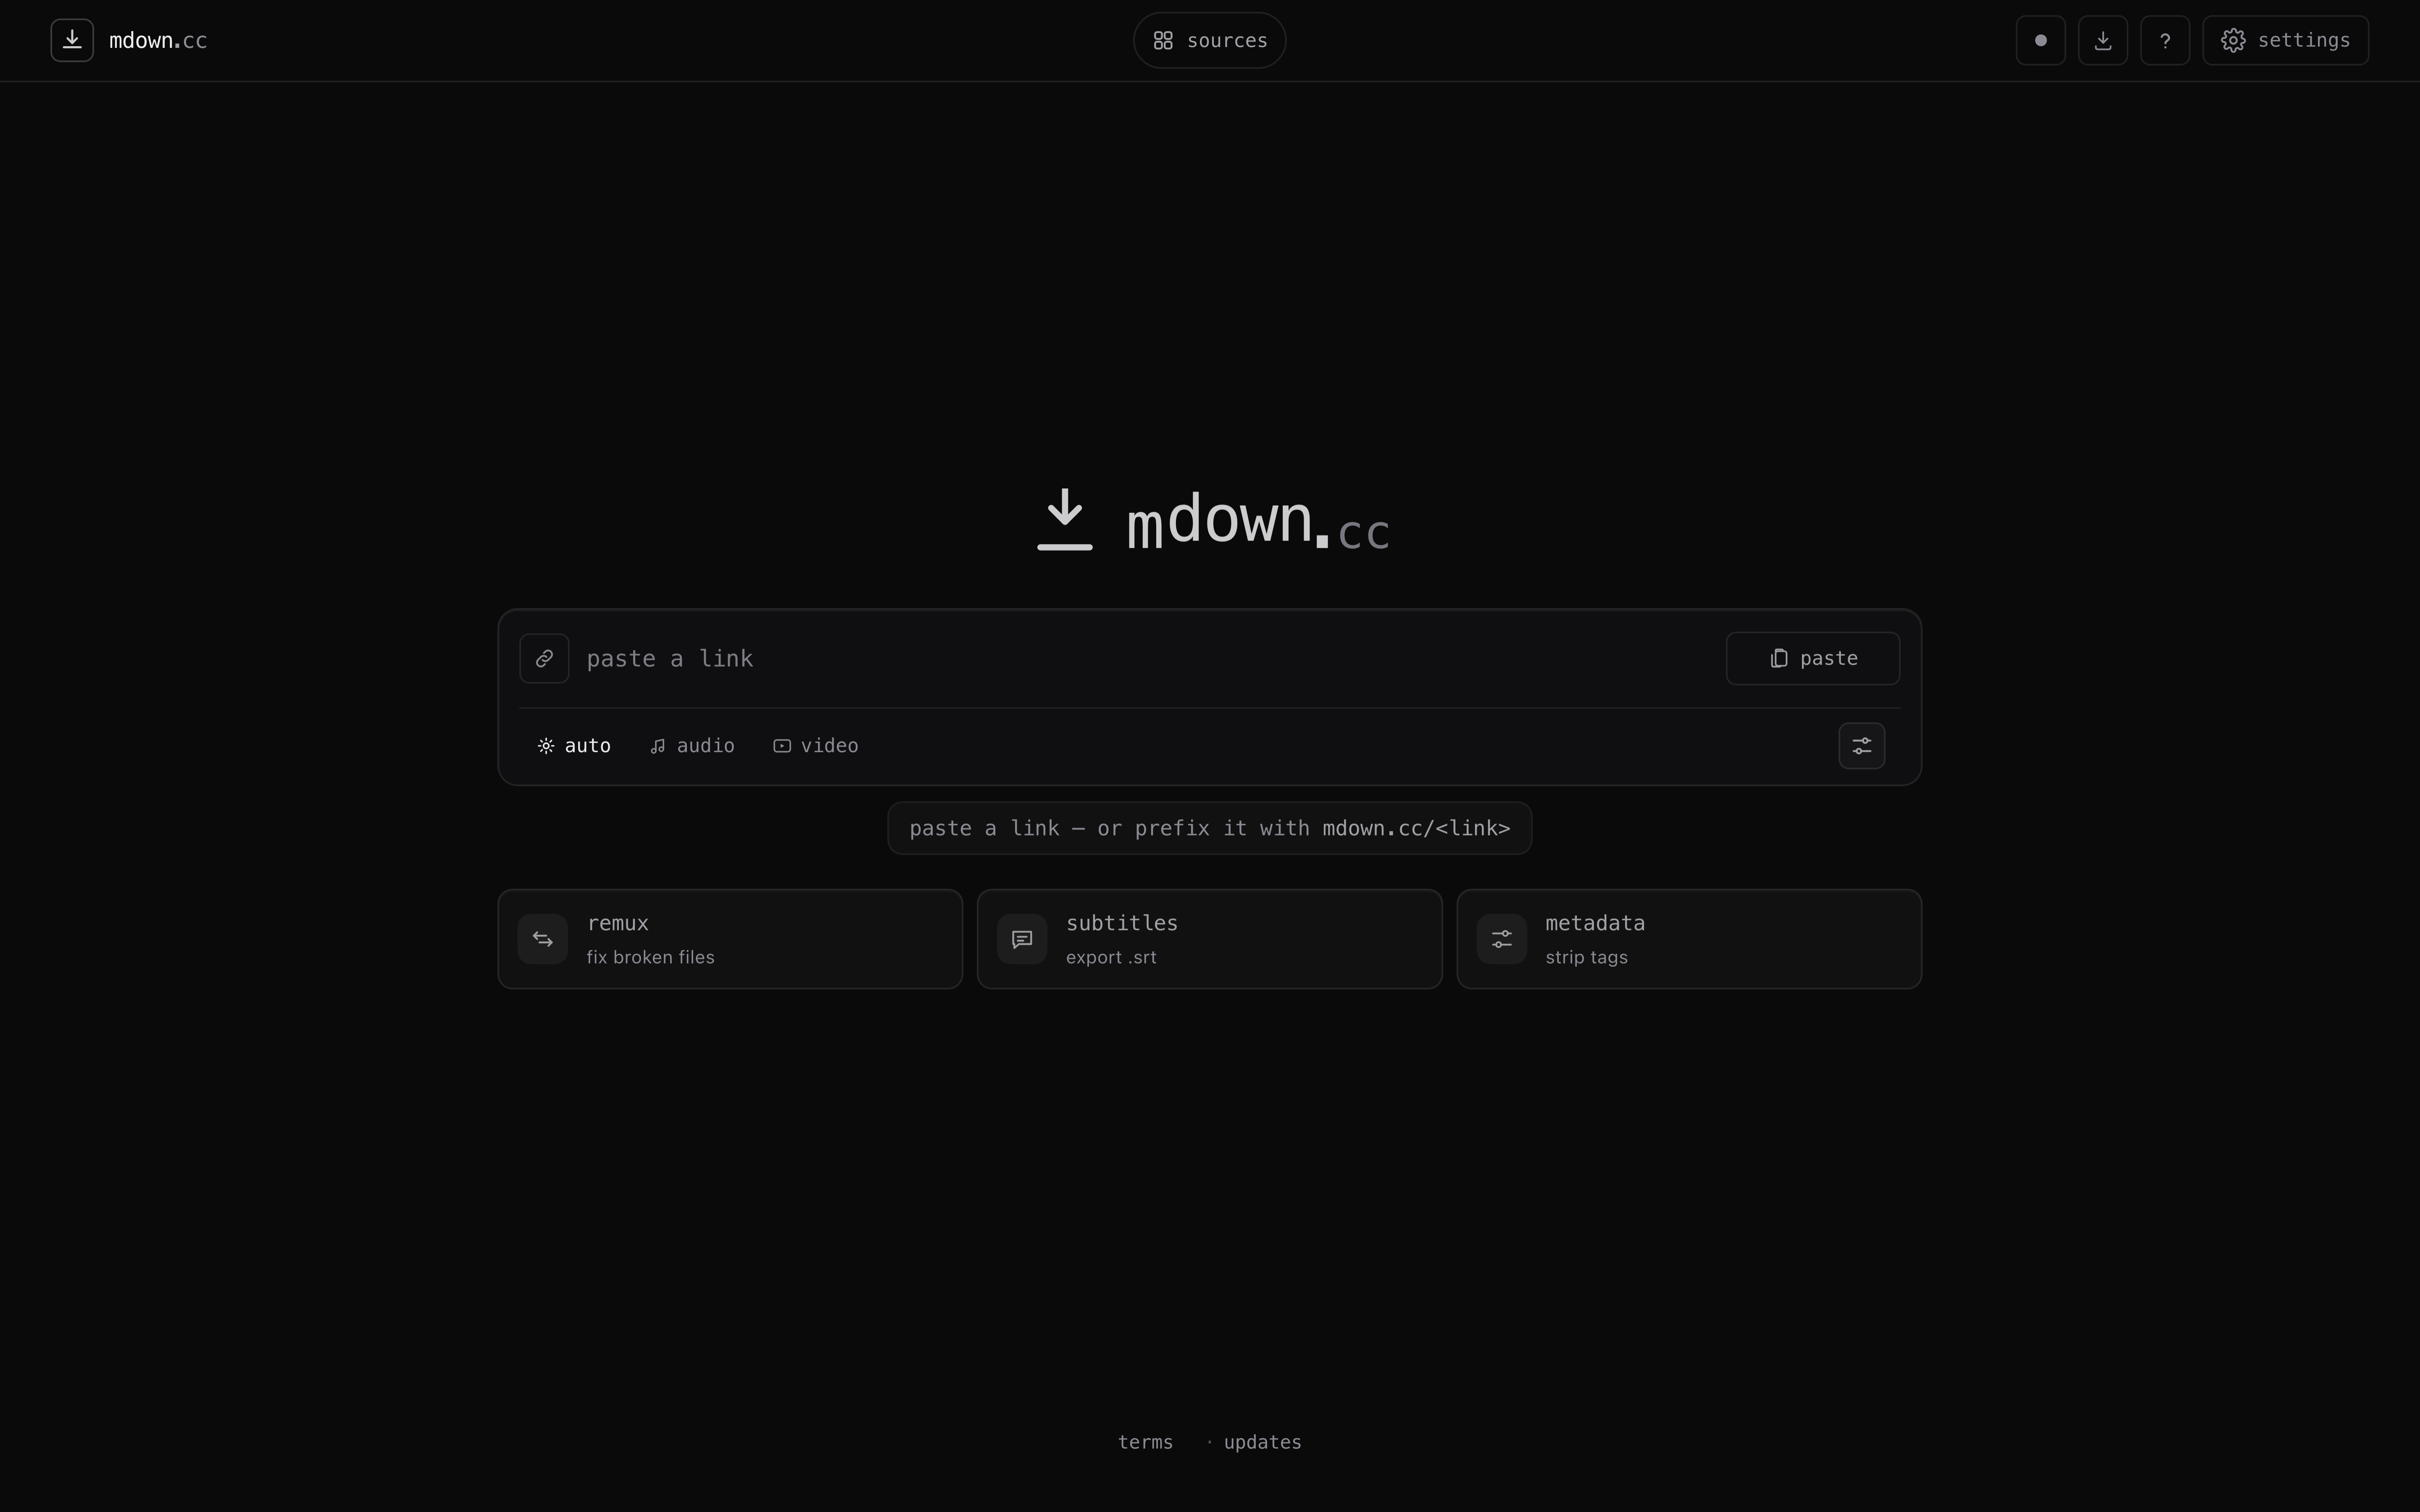 mdown.cc
sources
?
settings
mdown.cc
paste a link
paste
auto
audio
video
paste a link — or prefix it with mdown.cc/<link>
remux
fix broken files
subtitles
export .srt
metadata
strip tags
terms · updates